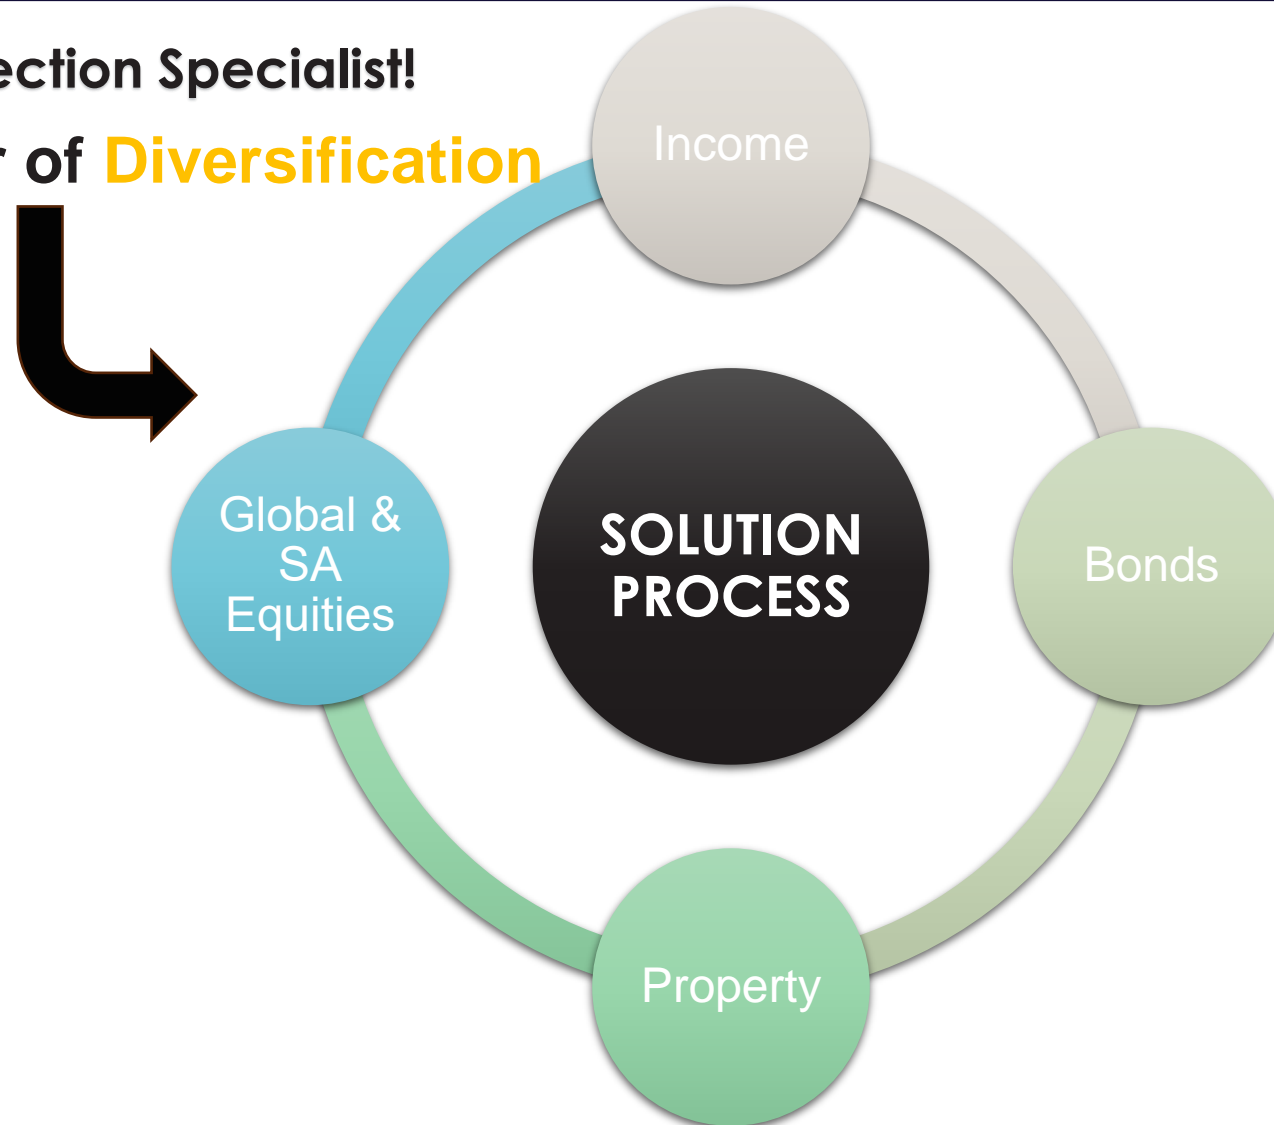 ection Specialist!
r of Diversification
Income
Global &
SA
Equities
SOLUTION
PROCESS
Bonds
Property